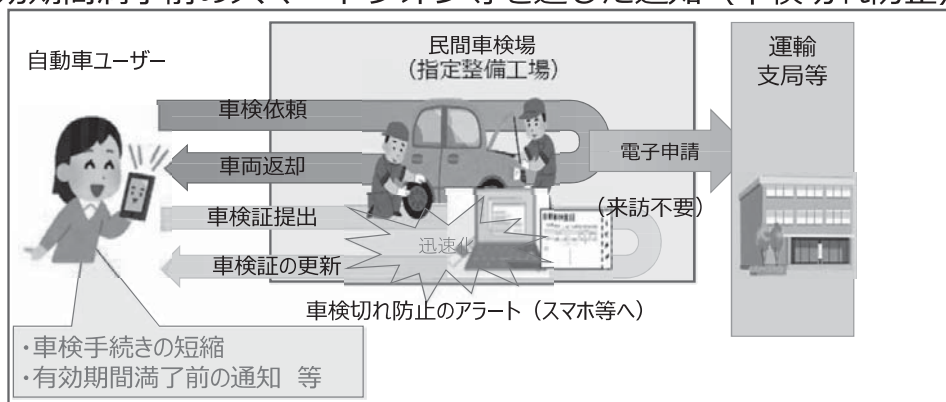 自動車ユーザー
民間車検場
（指定整備工場）
運輸
支局等
車検依頼
車両返却
電子申請
（来訪不要）
車検証提出
迅速化
車検証の更新
車検切れ防止のアラート（スマホ等へ）
・車検手続きの短縮
・有効期間満了前の通知 等